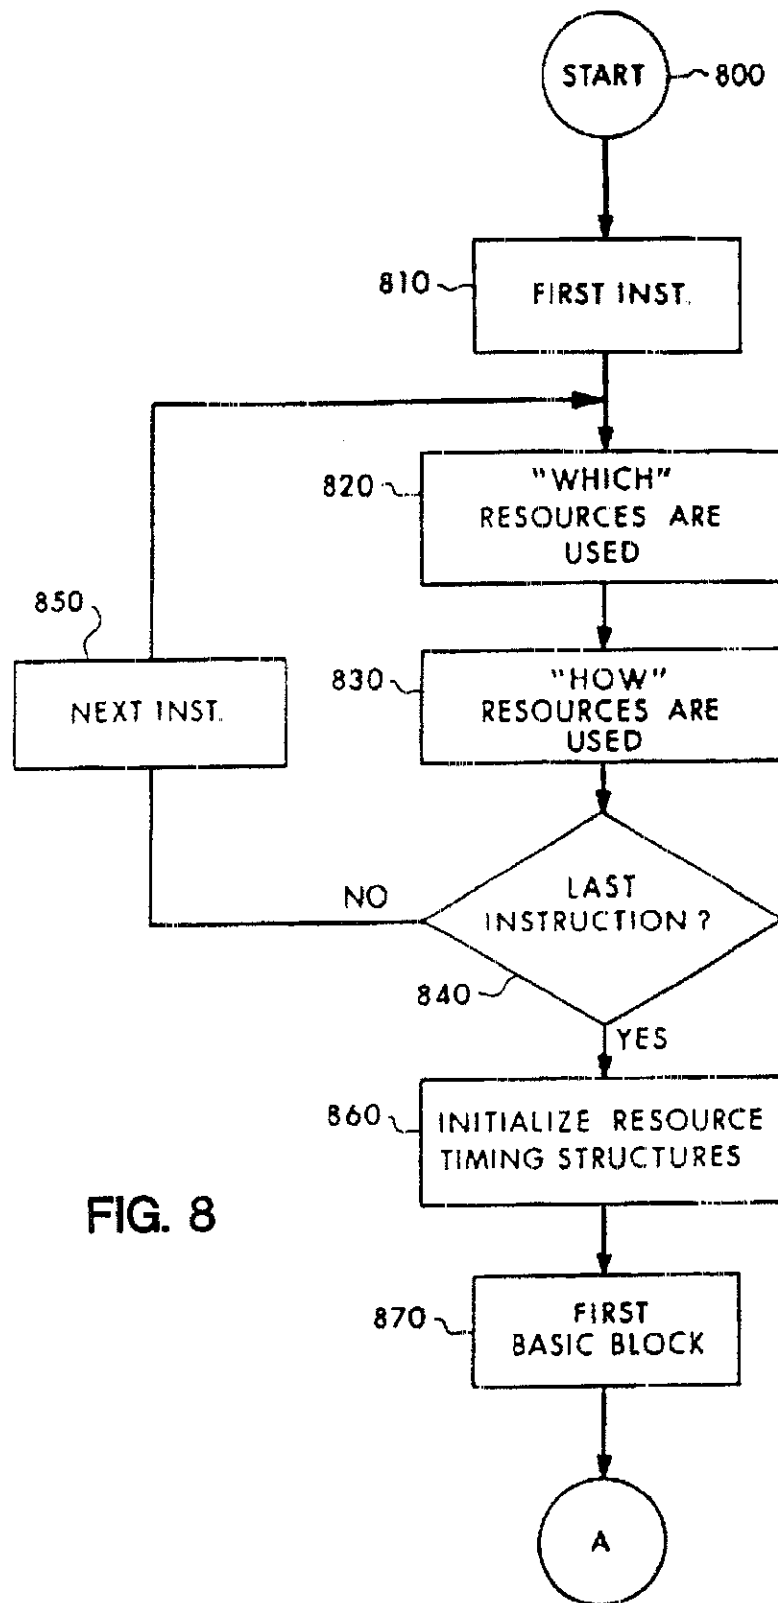 START
800
810
FIRST INST.
820
"WHICH"
RESOURCES ARE
USED
850
NEXT INST.
830
"HOW"
RESOURCES ARE
USED
LAST
INSTRUCTION ?
NO
840
YES
860
INITIALIZE RESOURCE
TIMING STRUCTURES
FIG. 8
870
FIRST
BASIC BLOCK
A